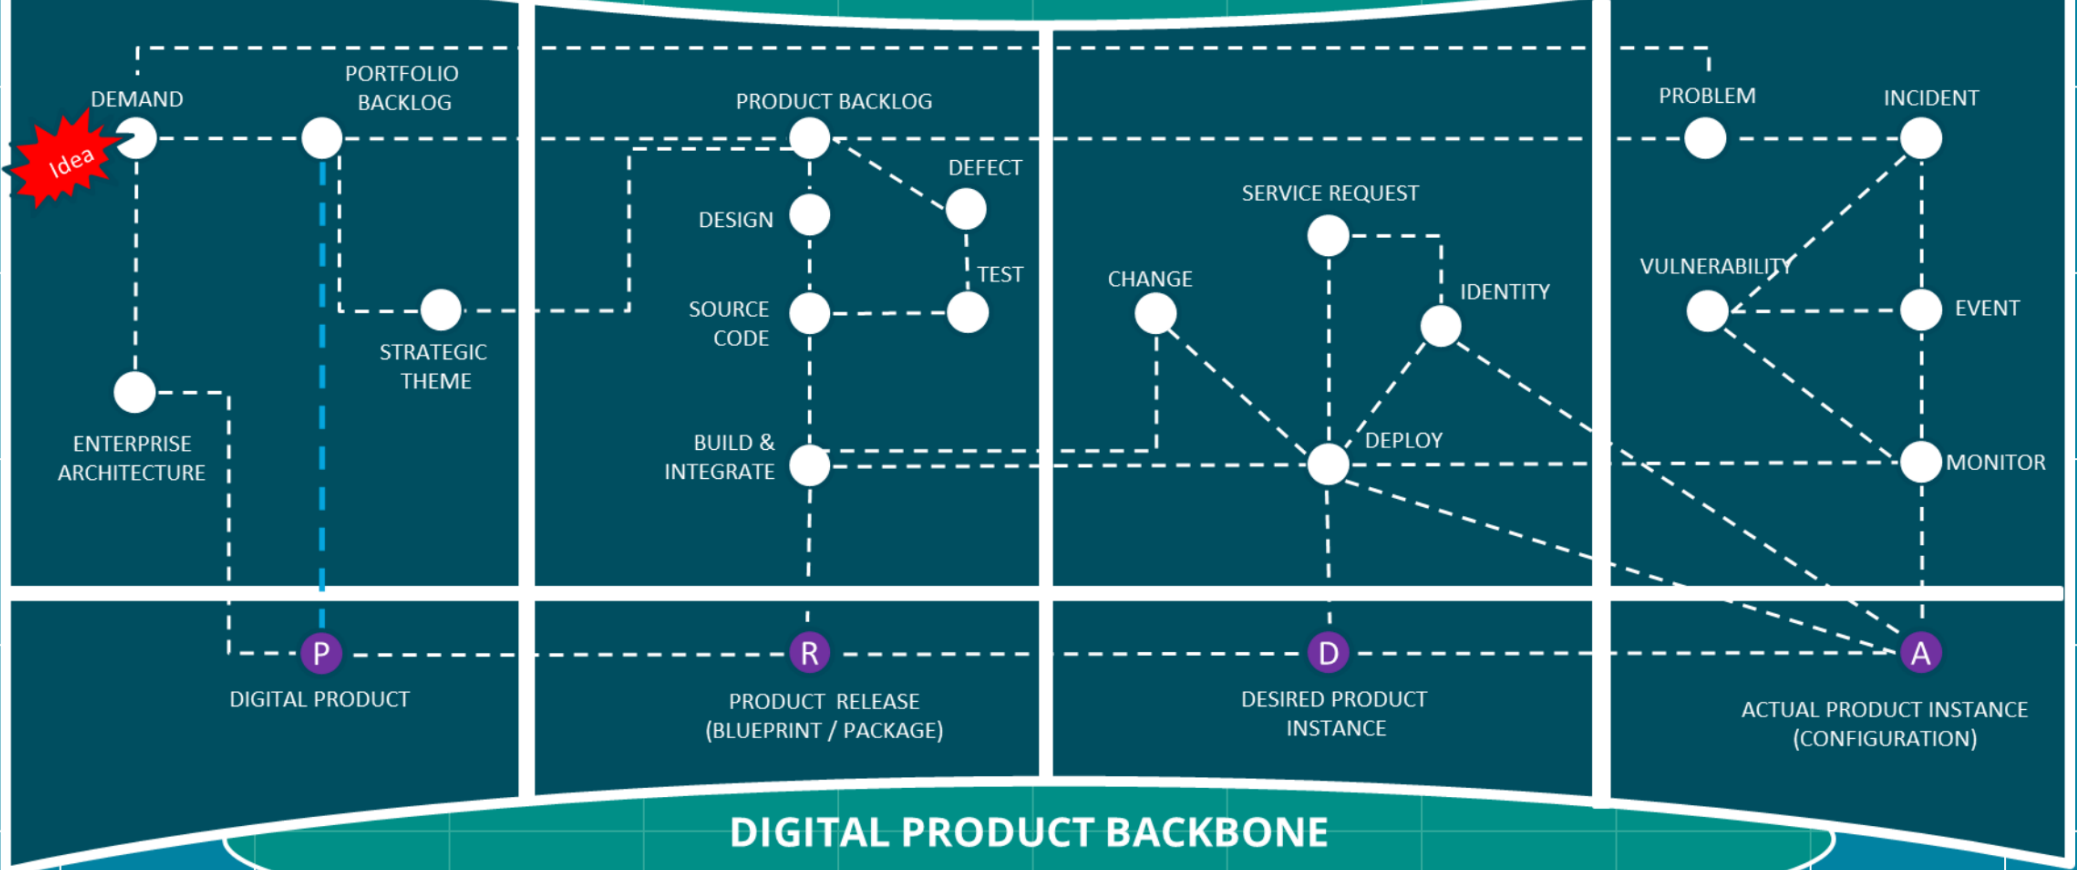 DEMAND
PORTFOLIO
BACKLOG
Idea
PRODUCT BACKLOG
DEFECT
DESIGN
TEST
SOURCE
CODE
STRATEGIC
THEME
ENTERPRISE
ARCHITECTURE
BUILD &
INTEGRATE
SERVICE REQUEST
CHANGE
IDENTITY
DEPLOY
PROBLEM
INCIDENT
VULNERABILITY
EVENT
MONITOR
P
DIGITAL PRODUCT
R
PRODUCT RELEASE
(BLUEPRINT / PACKAGE)
D
DESIRED PRODUCT
INSTANCE
A
ACTUAL PRODUCT INSTANCE
(CONFIGURATION)
DIGITAL PRODUCT BACKBONE